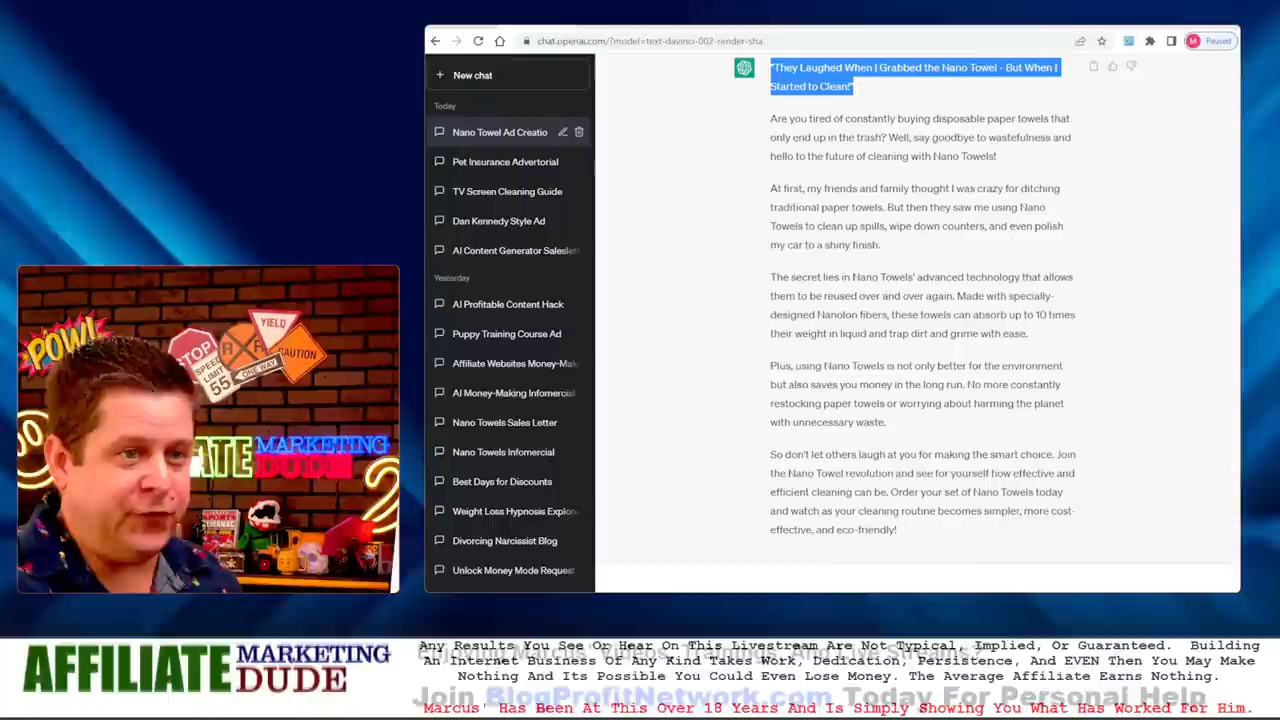 chat.openai.com/?model=text-davinci-002-render-sha
M Paused
+ New chat
Today
Nano Towel Ad Creatio
Pet Insurance Advertorial
TV Screen Cleaning Guide
Dan Kennedy Style Ad
AI Content Generator Saleslett
Yesterday
AI Profitable Content Hack
Puppy Training Course Ad
Affiliate Websites Money-Mak
AI Money-Making Infomercial
Nano Towels Sales Letter
Nano Towels Infomercial
Best Days for Discounts
Weight Loss Hypnosis Explor
Divorcing Narcissist Blog
Unlock Money Mode Request
"They Laughed When I Grabbed the Nano Towel - But When I
Started to Clean!"
Are you tired of constantly buying disposable paper towels that
only end up in the trash? Well, say goodbye to wastefulness and
hello to the future of cleaning with Nano Towels!
At first, my friends and family thought I was crazy for ditching
traditional paper towels. But then they saw me using Nano
Towels to clean up spills, wipe down counters, and even polish
my car to a shiny finish.
The secret lies in Nano Towels' advanced technology that allows
them to be reused over and over again. Made with specially-
designed Nanolon fibers, these towels can absorb up to 10 times
their weight in liquid and trap dirt and grime with ease.
Plus, using Nano Towels is not only better for the environment
but also saves you money in the long run. No more constantly
restocking paper towels or worrying about harming the planet
with unnecessary waste.
So don't let others laugh at you for making the smart choice. Join
the Nano Towel revolution and see for yourself how effective and
efficient cleaning can be. Order your set of Nano Towels today
and watch as your cleaning routine becomes simpler, more cost-
effective, and eco-friendly!
POW!
STOP
SPEED
LIMIT
55
R R
ONE WAY
YIELD
CAUTION
ATE MARKETING
DUDE
ALMANAC
AFFILIATE MARKETING
DUDE
Any Results You See Or Hear On This Livestream Are Not Typical, Implied, Or Guaranteed. Building
An Internet Business Of Any Kind Takes Work, Dedication, Persistence, And EVEN Then You May Make
Nothing And Its Possible You Could Even Lose Money. The Average Affiliate Earns Nothing.
Join BlogProfitNetwork.com Today For Personal Help
Marcus' Has Been At This Over 18 Years And Is Simply Showing You What Has Worked For Him.